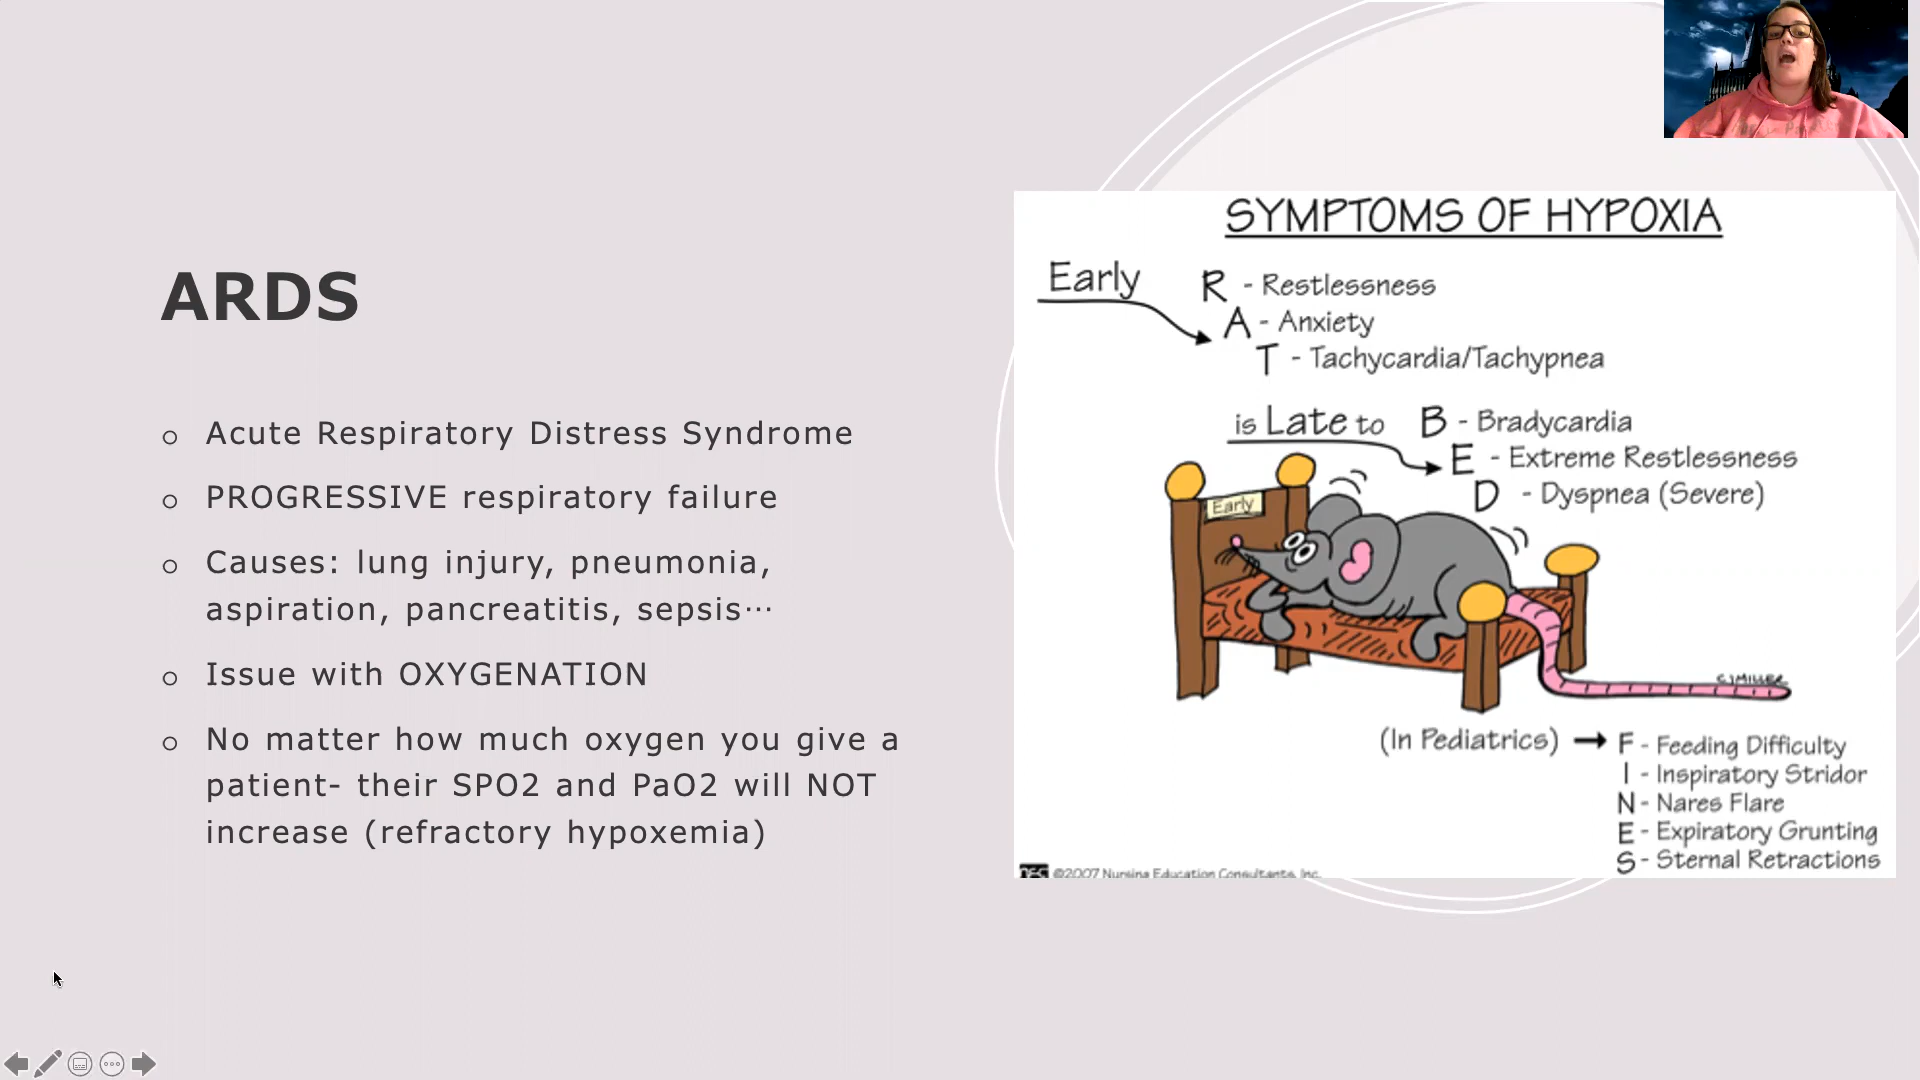 ARDS
○ Acute Respiratory Distress Syndrome
○ PROGRESSIVE respiratory failure
○ Causes: lung injury, pneumonia,
aspiration, pancreatitis, sepsis…
○ Issue with OXYGENATION
○ No matter how much oxygen you give a
patient- their SPO2 and PaO2 will NOT
increase (refractory hypoxemia)
SYMPTOMS OF HYPOXIA
Early
R - Restlessness
A - Anxiety
T - Tachycardia/Tachypnea
is Late to
B - Bradycardia
E - Extreme Restlessness
D - Dyspnea (Severe)
Early
CJMILLER
(In Pediatrics) →
F - Feeding Difficulty
I - Inspiratory Stridor
N - Nares Flare
E - Expiratory Grunting
S - Sternal Retractions
©2007 Nursing Education Consultants, Inc.